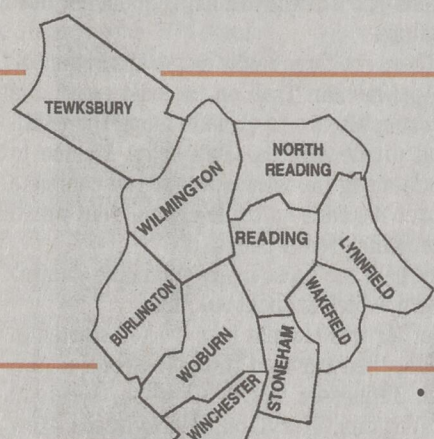 TEWKSBURY
NORTH
READING
WILMINGTON
READING
LYNNFIELD
BURLINGTON
WAKEFIELD
WOBURN
STONEHAM
WINCHESTER